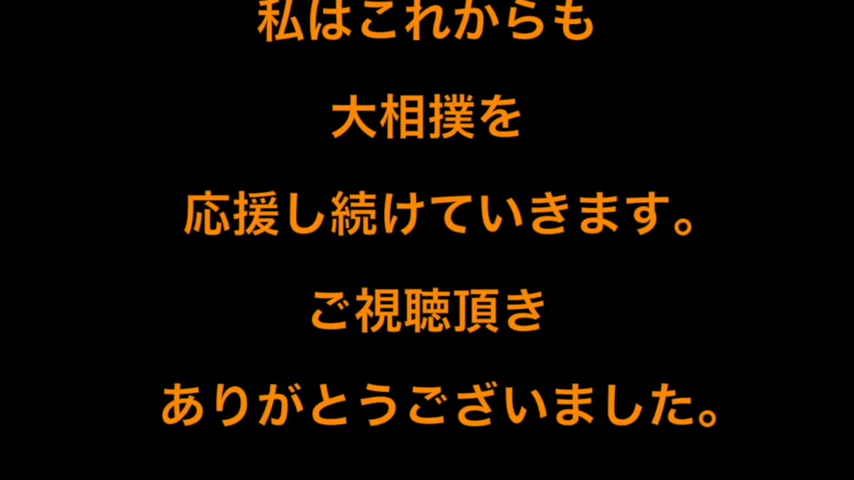 私はこれからも
大相撲を
応援し続けていきます。
ご視聴頂き
ありがとうございました。